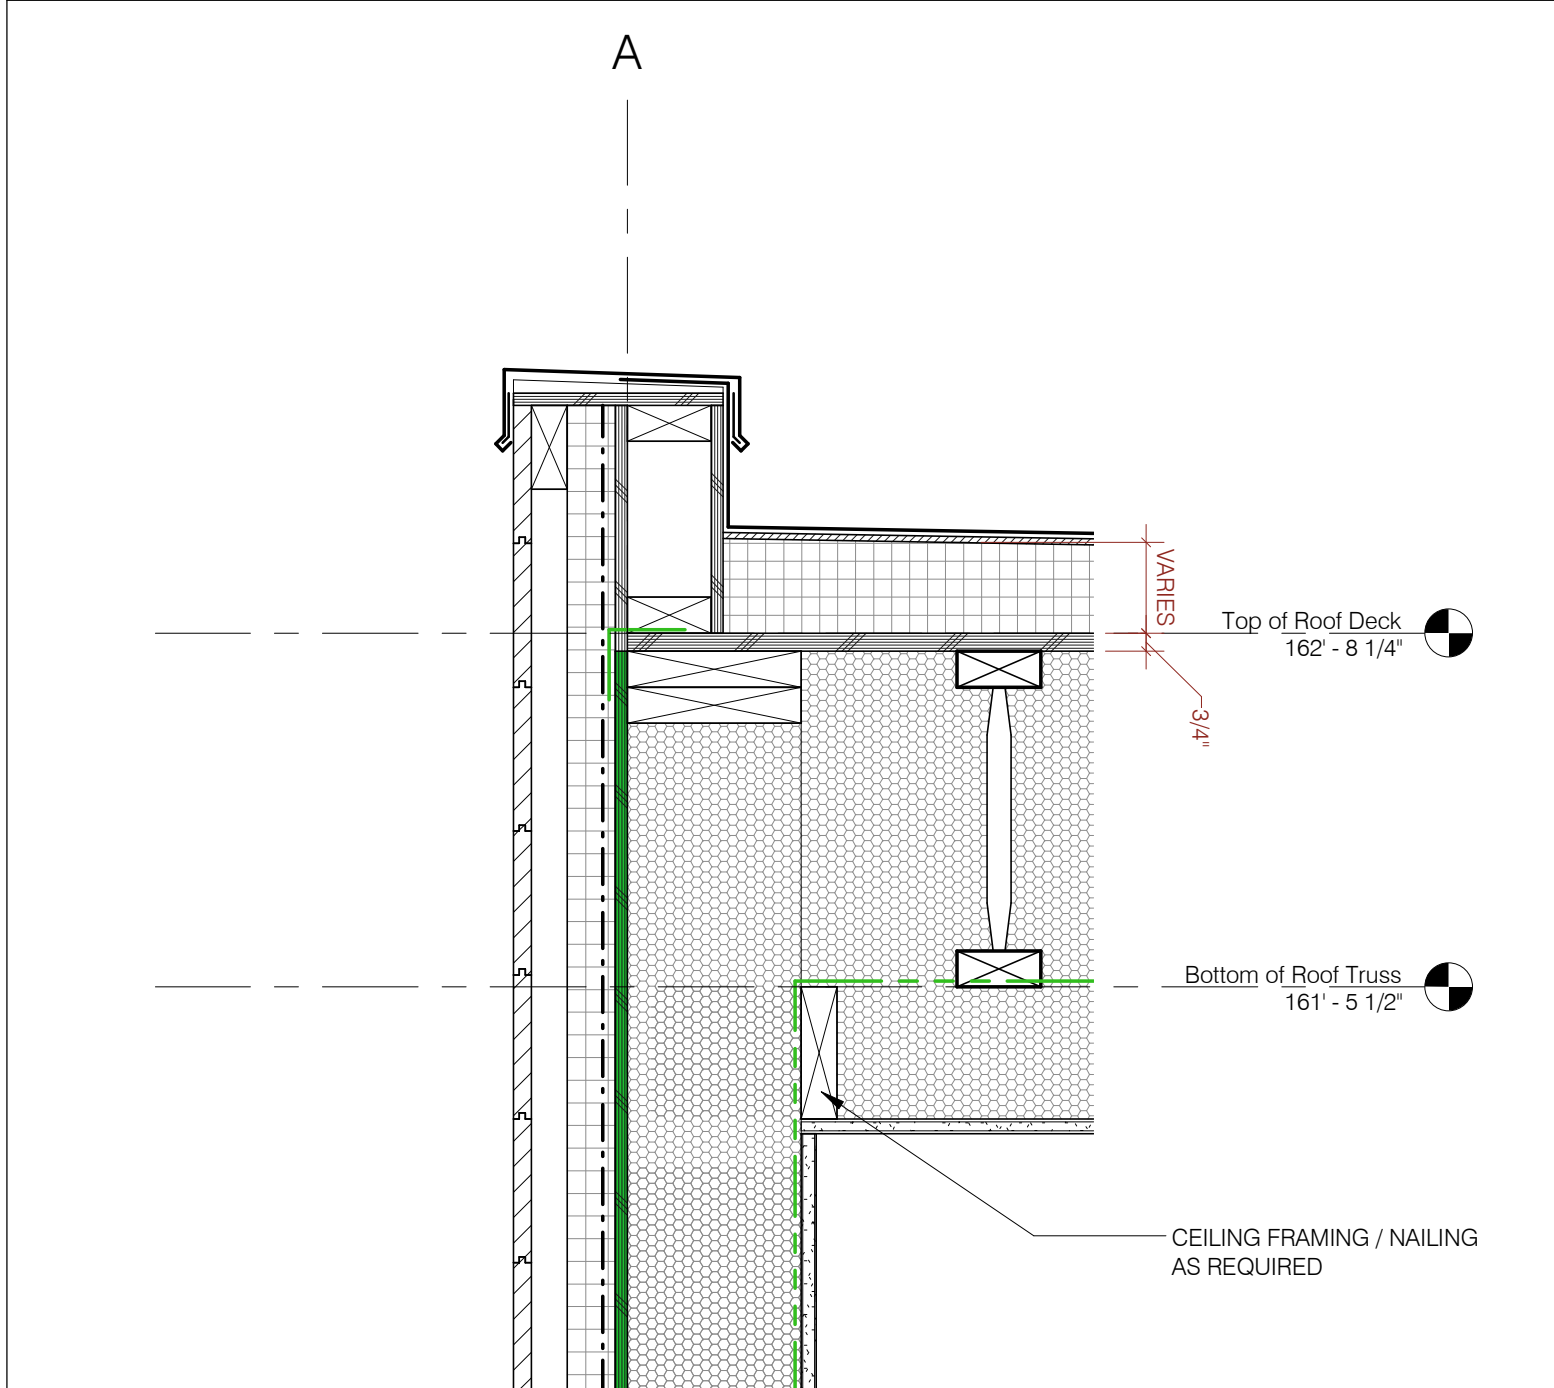 A
VARIES
Top of Roof Deck
162' - 8 1/4"
3/4"
Bottom of Roof Truss
161' - 5 1/2"
CEILING FRAMING / NAILING
AS REQUIRED